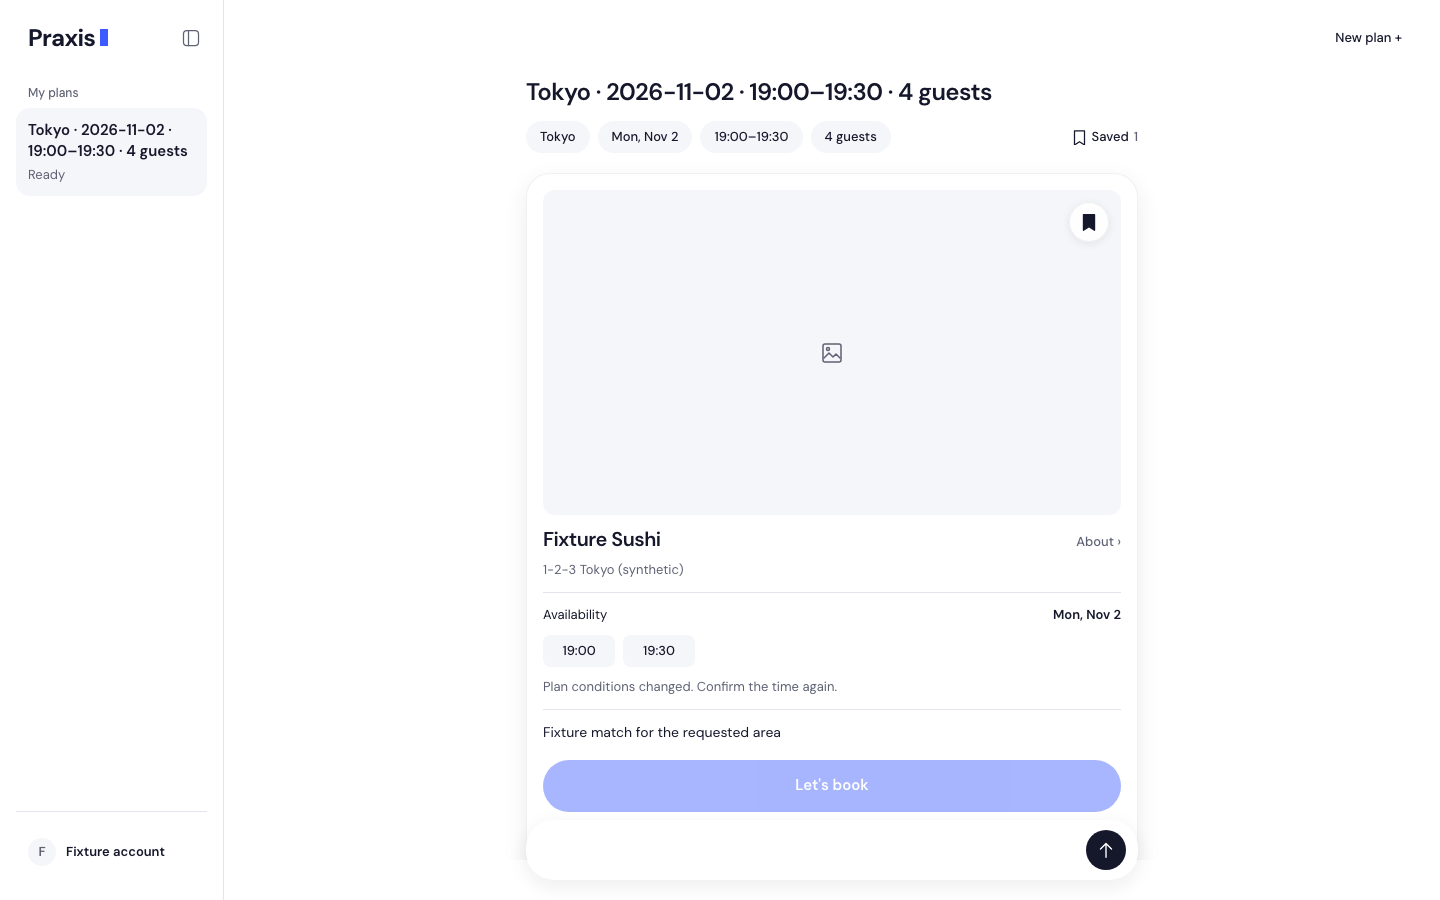 Praxis
New plan +
My plans
Tokyo · 2026-11-02 ·
19:00–19:30 · 4 guests
Ready
Tokyo · 2026-11-02 · 19:00–19:30 · 4 guests
Tokyo
Mon, Nov 2
19:00–19:30
4 guests
Saved 1
Fixture Sushi
About ›
1-2-3 Tokyo (synthetic)
Availability
Mon, Nov 2
19:00
19:30
Plan conditions changed. Confirm the time again.
Fixture match for the requested area
Let's book
F
Fixture account